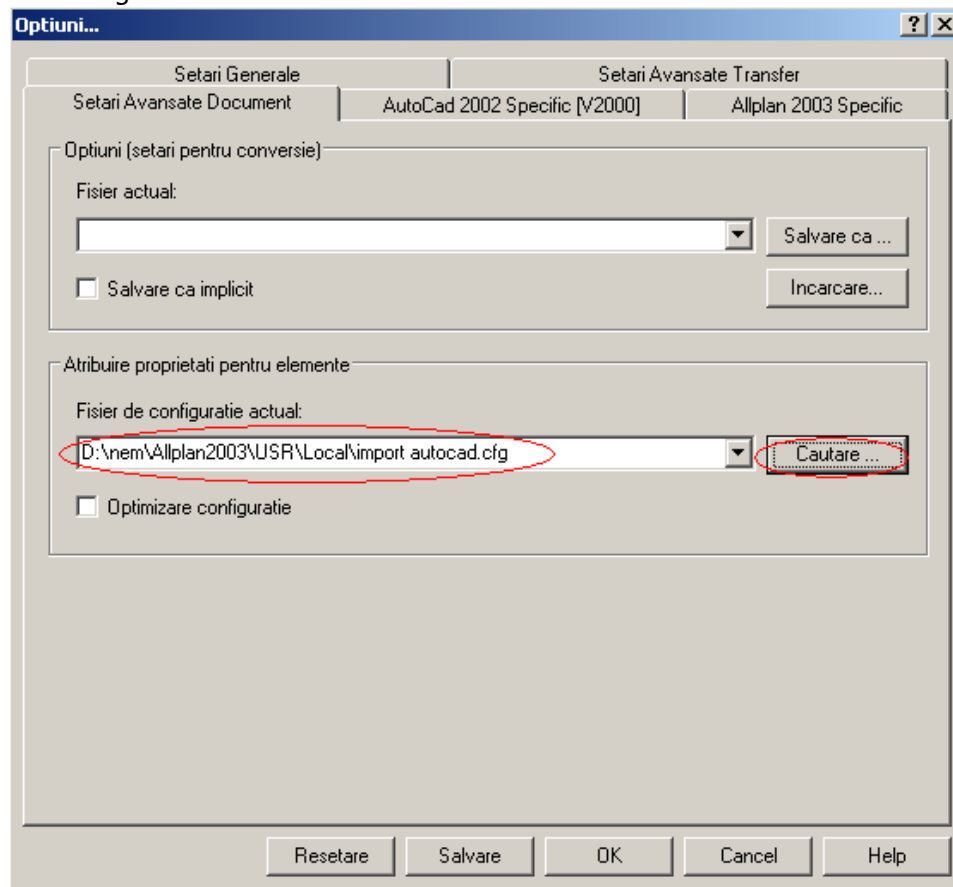 Optiuni...
Setari Generale
Setari Avansate Transfer
Setari Avansate Document
AutoCad 2002 Specific [V2000]
Allplan 2003 Specific
Optiuni (setari pentru conversie)
Fisier actual:
Salvare ca ...
Salvare ca implicit
Incarcare...
Atribuire proprietati pentru elemente
Fisier de configuratie actual:
D:\nem\Allplan2003\USR\Local\import autocad.cfg
Cautare ...
Optimizare configuratie
Resetare
Salvare
OK
Cancel
Help